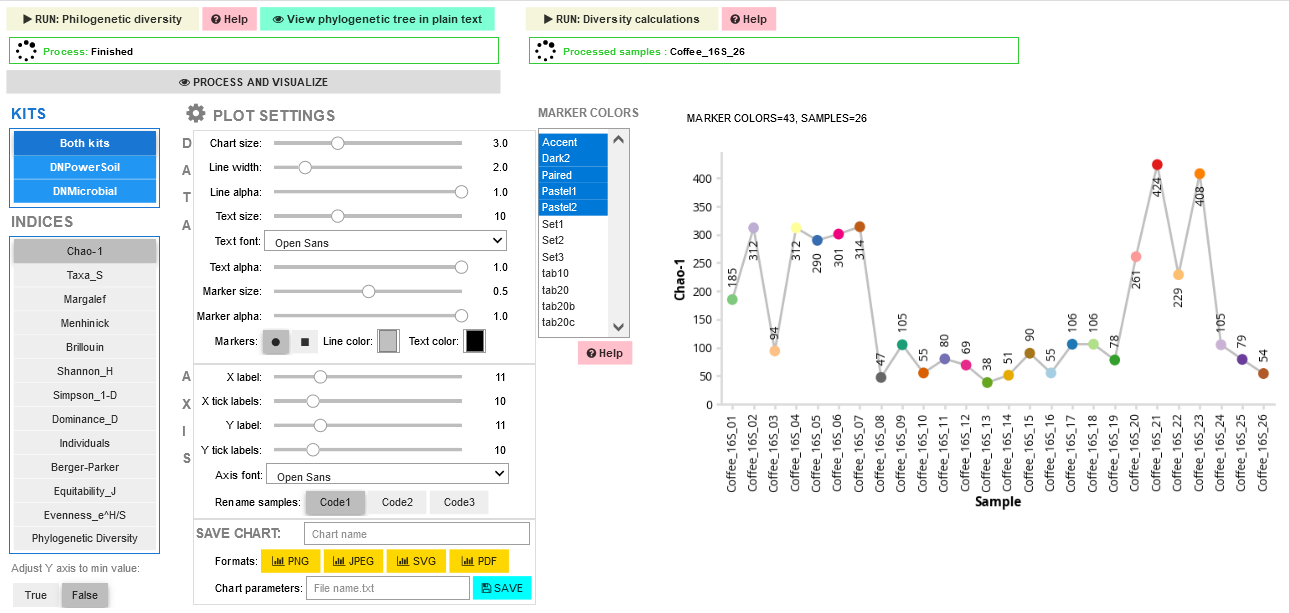 RUN: Philogenetic diversity
Help
View phylogenetic tree in plain text
RUN: Diversity calculations
Help
Process: Finished
Processed samples : Coffee_16S_26
PROCESS AND VISUALIZE
KITS
Both kits
DNPowerSoil
DNMicrobial
INDICES
Chao-1
Taxa_S
Margalef
Menhinick
Brillouin
Shannon_H
Simpson_1-D
Dominance_D
Individuals
Berger-Parker
Equitability_J
Evenness_e^H/S
Phylogenetic Diversity
Adjust Y axis to min value:
True
False
PLOT SETTINGS
DATA
Chart size: 3.0
Line width: 2.0
Line alpha: 1.0
Text size: 10
Text font: Open Sans
Text alpha: 1.0
Marker size: 0.5
Marker alpha: 1.0
Markers:
Line color:
Text color:
AXIS
X label: 11
X tick labels: 10
Y label: 11
Y tick labels: 10
Axis font: Open Sans
Rename samples: Code1 Code2 Code3
SAVE CHART: Chart name
Formats: PNG JPEG SVG PDF
Chart parameters: File name.txt SAVE
MARKER COLORS
Accent
Dark2
Paired
Pastel1
Pastel2
Set1
Set2
Set3
tab10
tab20
tab20b
tab20c
Help
MARKER COLORS=43, SAMPLES=26
Chao-1
400
350
300
250
200
150
100
50
0
185
312
94
312
290
301
314
47
105
55
80
69
38
51
90
55
106
106
78
261
424
229
408
105
79
54
Coffee_16S_01
Coffee_16S_02
Coffee_16S_03
Coffee_16S_04
Coffee_16S_05
Coffee_16S_06
Coffee_16S_07
Coffee_16S_08
Coffee_16S_09
Coffee_16S_10
Coffee_16S_11
Coffee_16S_12
Coffee_16S_13
Coffee_16S_14
Coffee_16S_15
Coffee_16S_16
Coffee_16S_17
Coffee_16S_18
Coffee_16S_19
Coffee_16S_20
Coffee_16S_21
Coffee_16S_22
Coffee_16S_23
Coffee_16S_24
Coffee_16S_25
Coffee_16S_26
Sample